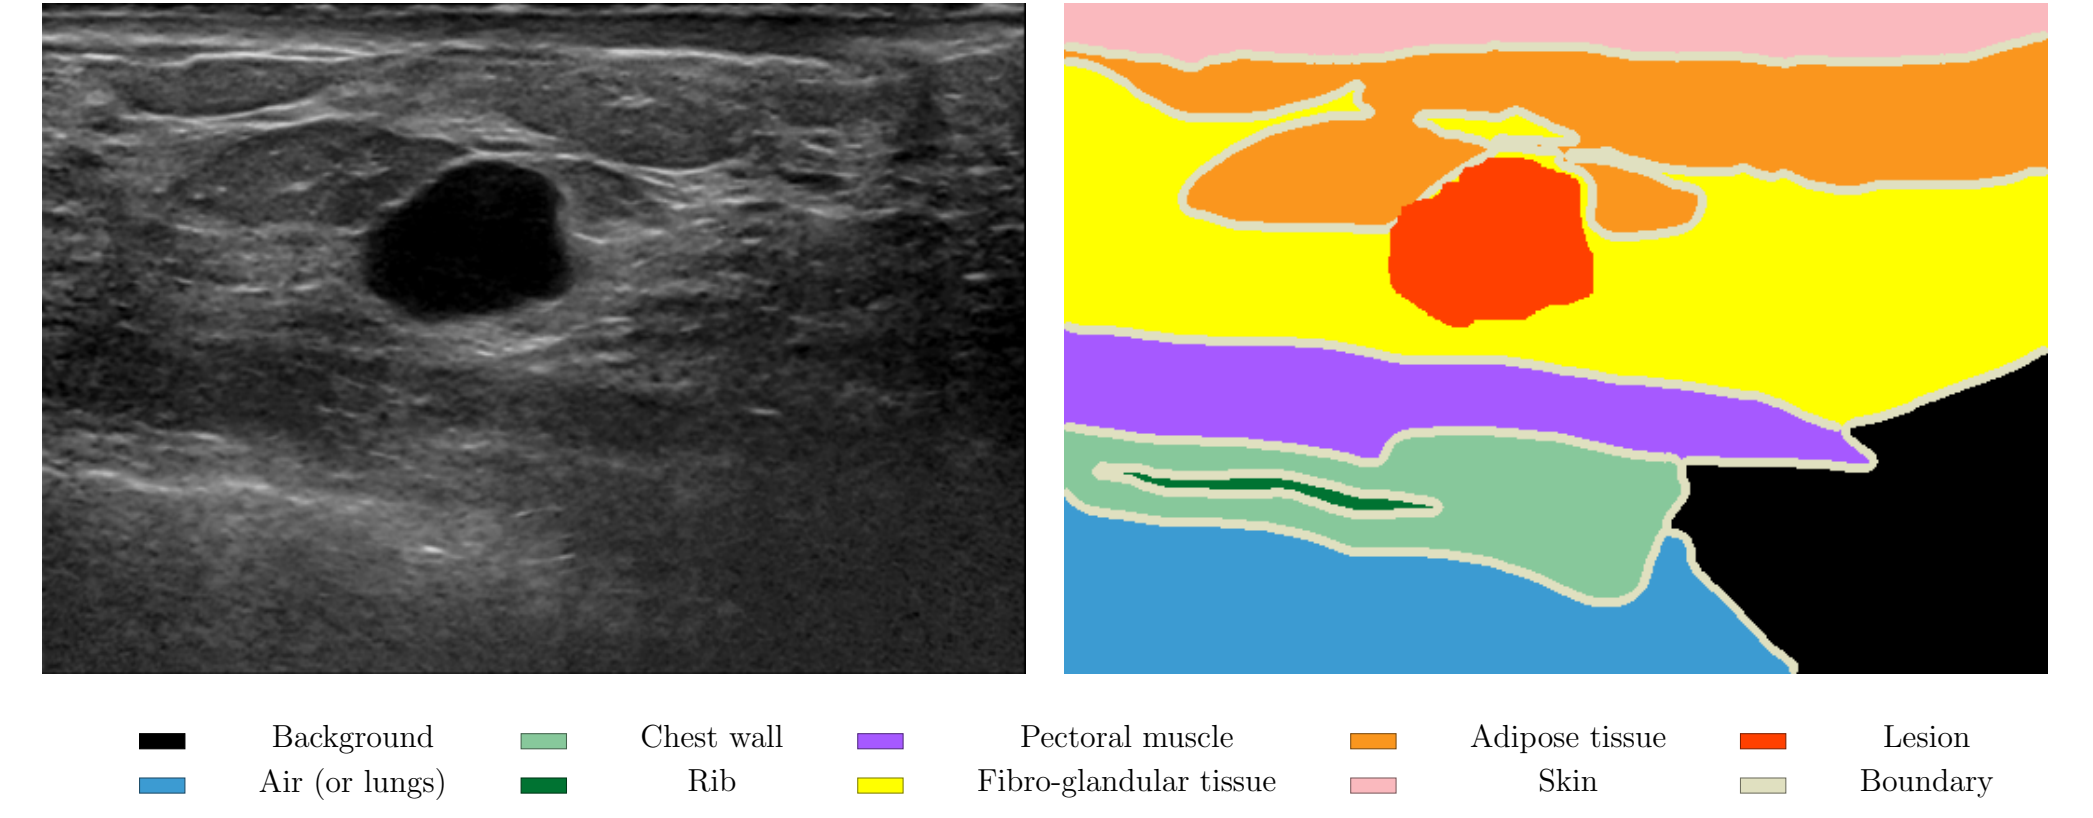 Background Chest wall Pectoral muscle Adipose tissue Lesion
Air (or lungs) Rib Fibro-glandular tissue Skin Boundary